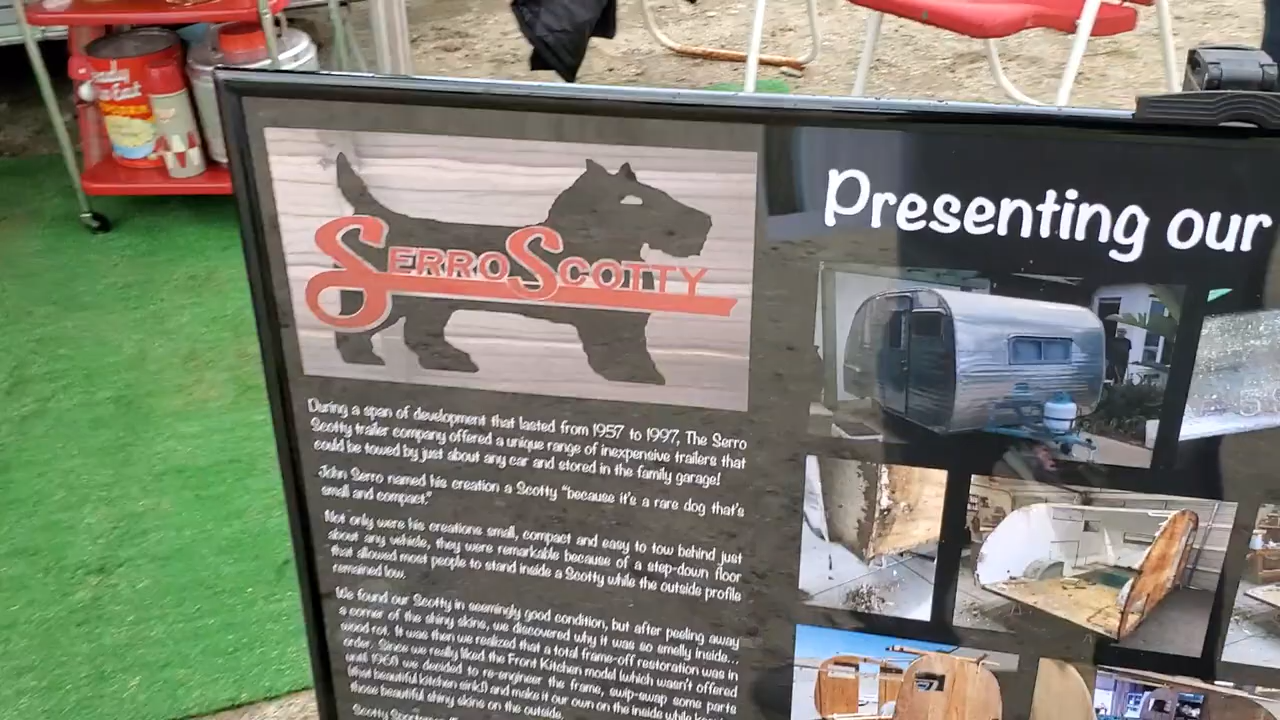 SERRO SCOTTY
Presenting our
During a span of development that lasted from 1957 to 1997, The Serro
Scotty trailer company offered a unique range of inexpensive trailers that
could be towed by just about any car and stored in the family garage!
John Serro named his creation a Scotty "because it's a rare dog that's
small and compact."
Not only were his creations small, compact and easy to tow behind just
about any vehicle, they were remarkable because of a step-down floor
that allowed most people to stand inside a Scotty while the outside profile
remained low.
We found our Scotty in seemingly good condition, but after peeling away
a corner of the shiny skins, we discovered why it was so smelly inside...
wood rot. It was then we realized that a total frame-off restoration was in
order. Since we really liked the Front Kitchen model (which wasn't offered
until 1961) we decided to re-engineer the frame, swip-swap some parts
(that beautiful kitchen sink!) and make it our own on the inside while
those beautiful shiny skins on the outside.
Scotty